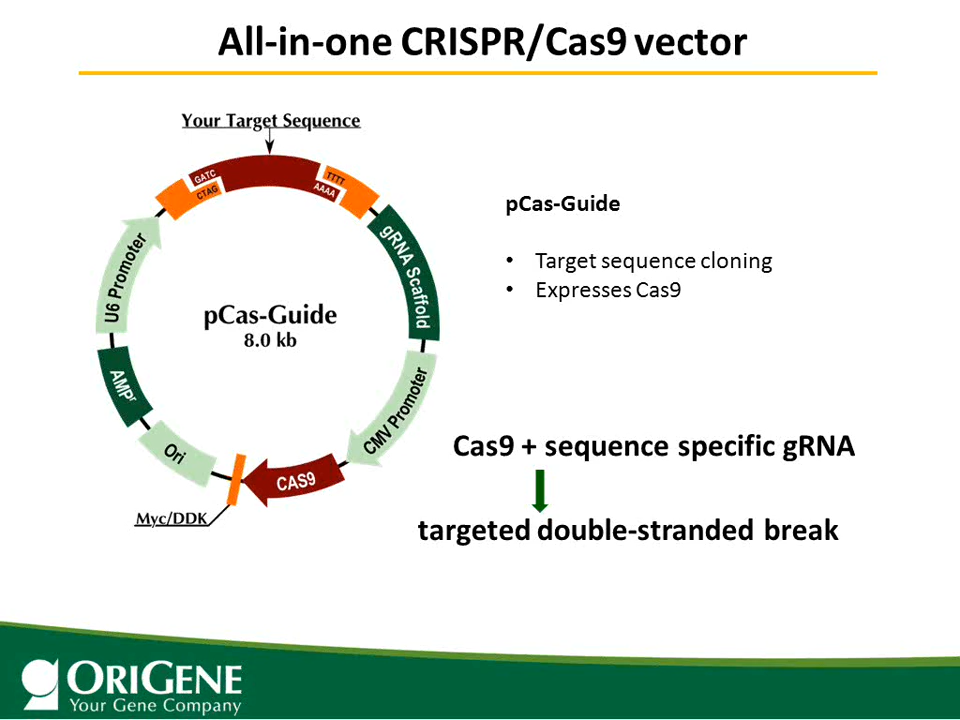 All-in-one CRISPR/Cas9 vector
Your Target Sequence
GATC
CTAG
TTTT
AAAA
gRNA Scaffold
U6 Promoter
pCas-Guide
8.0 kb
AMPr
CMV Promoter
Ori
CAS9
Myc/DDK
pCas-Guide
• Target sequence cloning
• Expresses Cas9
Cas9 + sequence specific gRNA
targeted double-stranded break
ORIGENE
Your Gene Company